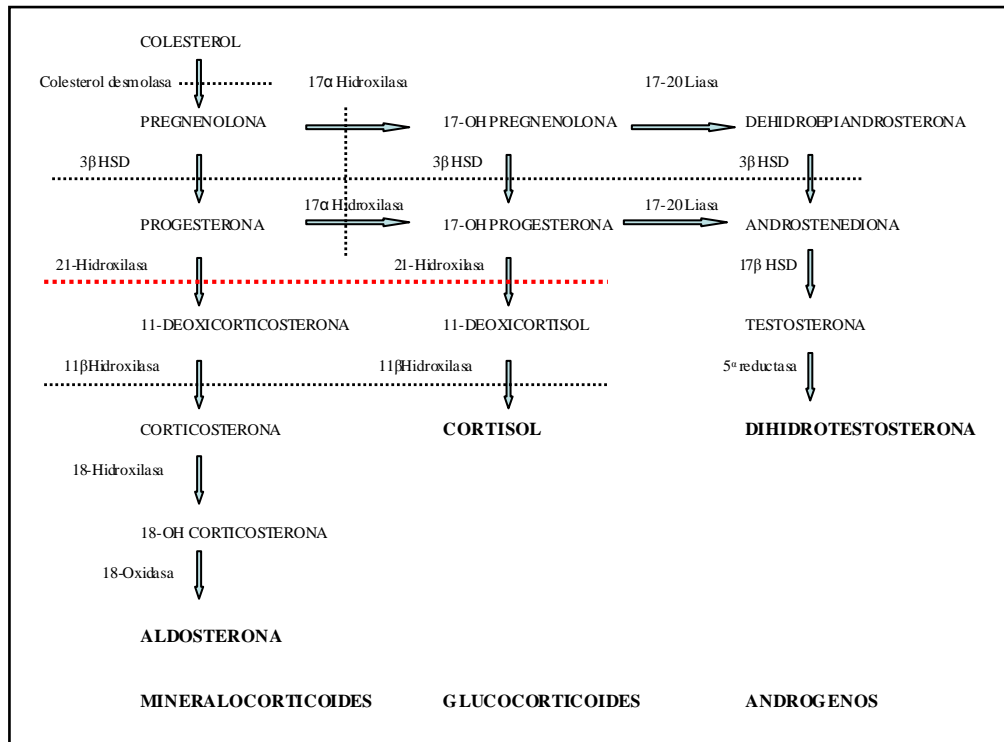 COLESTEROL
Colesterol desmolasa 17α Hidroxilasa 17-20 Liasa
PREGNENOLONA 17-OH PREGNENOLONA DEHIDROEPIANDROSTERONA
3β HSD 3β HSD 3β HSD
17α Hidroxilasa 17-20 Liasa
PROGESTERONA 17-OH PROGESTERONA ANDROSTENEDIONA
21-Hidroxilasa 21-Hidroxilasa 17β HSD
11-DEOXICORTICOSTERONA 11-DEOXICORTISOL TESTOSTERONA
11βHidroxilasa 11βHidroxilasa 5α reductasa
CORTICOSTERONA CORTISOL DIHIDROTESTOSTERONA
18-Hidroxilasa
18-OH CORTICOSTERONA
18-Oxidasa
ALDOSTERONA
MINERALOCORTICOIDES GLUCOCORTICOIDES ANDROGENOS